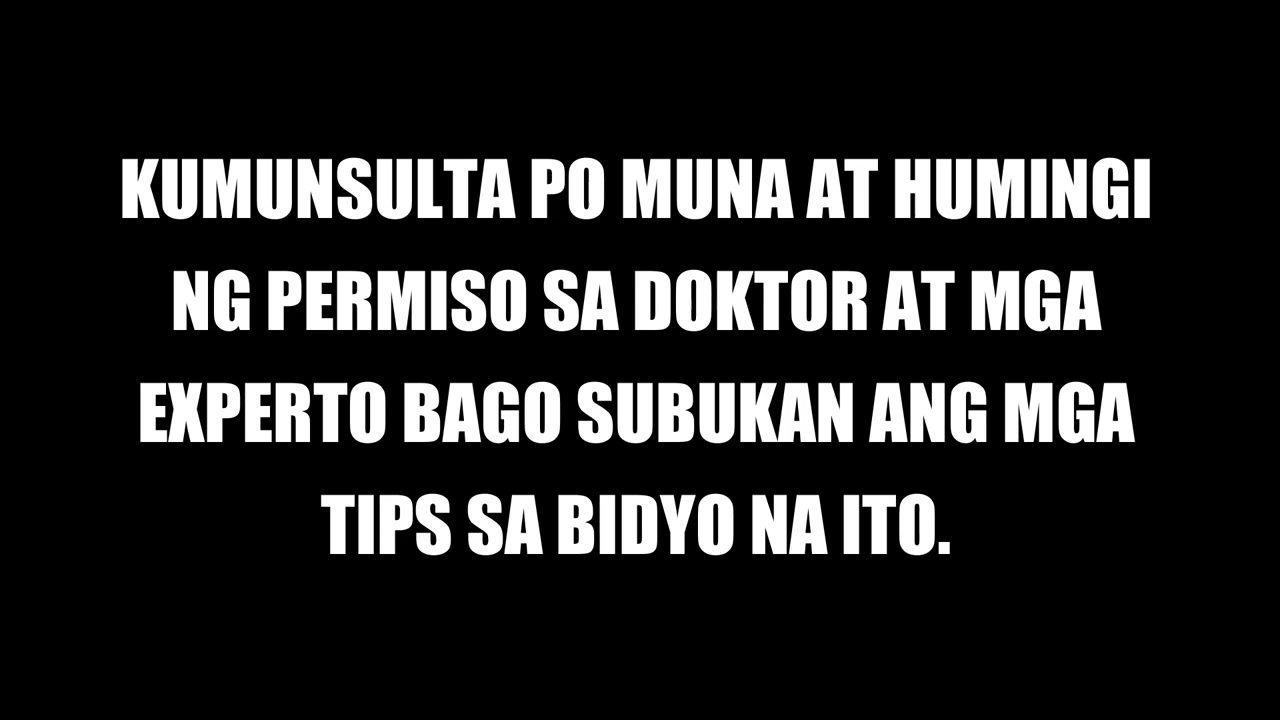 KUMUNSULTA PO MUNA AT HUMINGI
NG PERMISO SA DOKTOR AT MGA
EXPERTO BAGO SUBUKAN ANG MGA
TIPS SA BIDYO NA ITO.